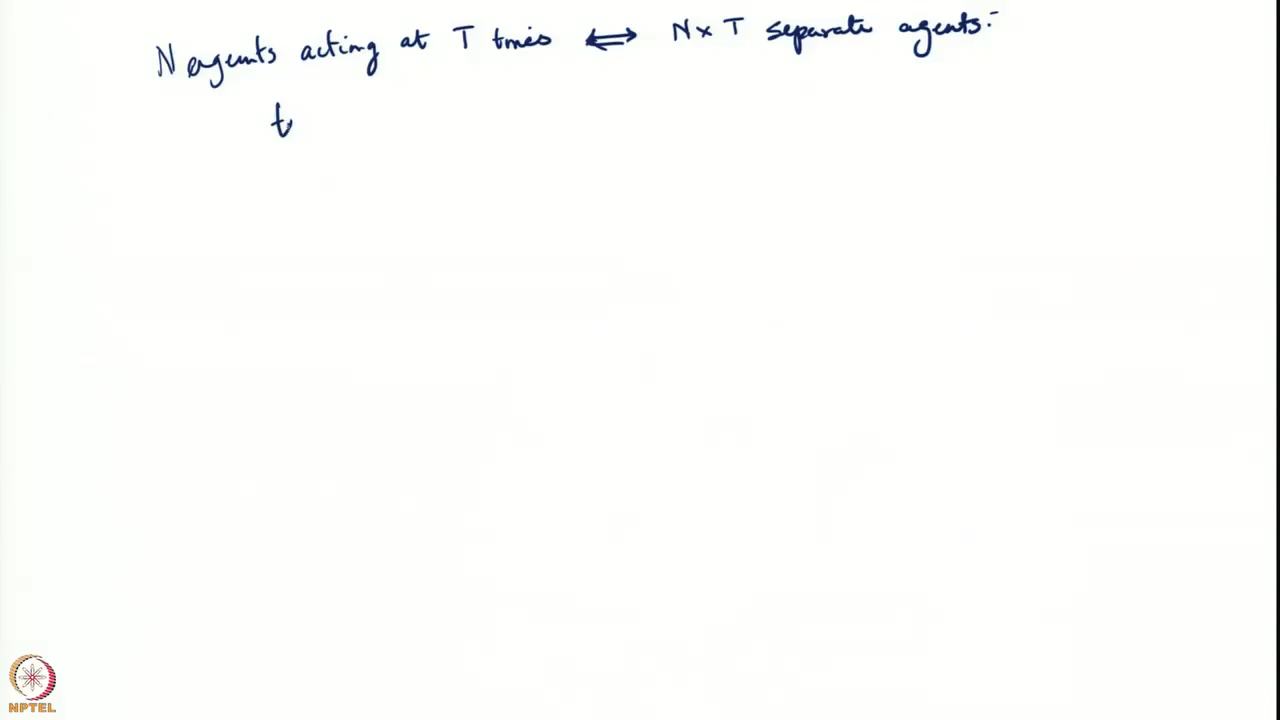 N agents acting at T times ⟺ N × T separate agents.
t
NPTEL